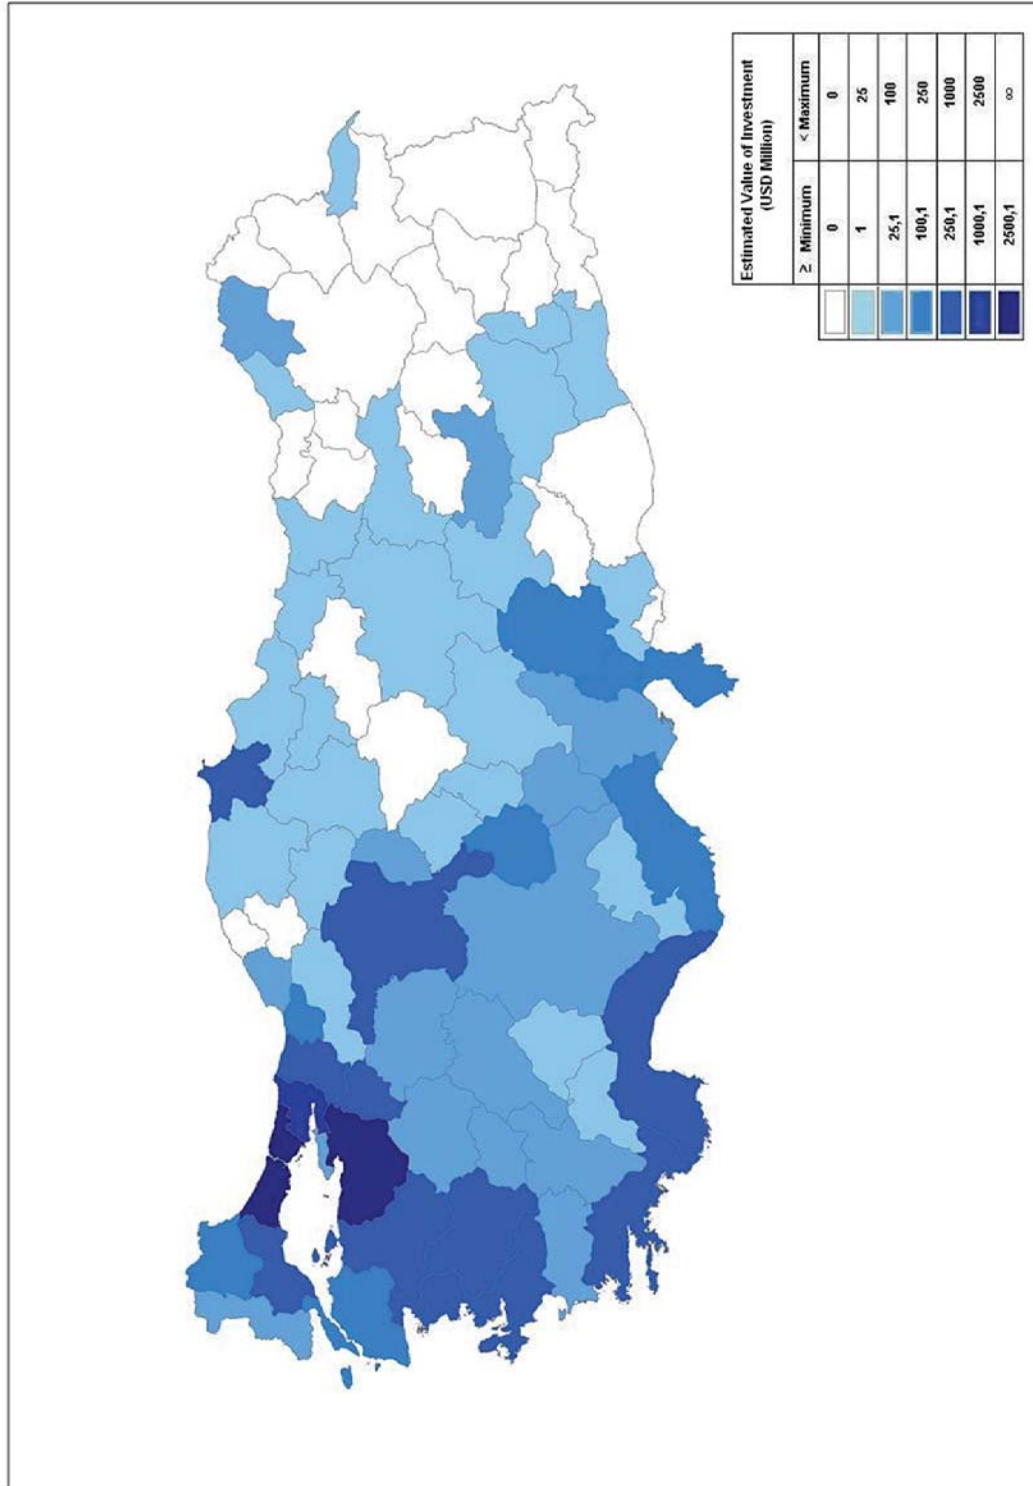 Estimated Value of Investment
(USD Million)
≥ Minimum < Maximum
0 0
1 25
25,1 100
100,1 250
250,1 1000
1000,1 2500
2500,1 ∞